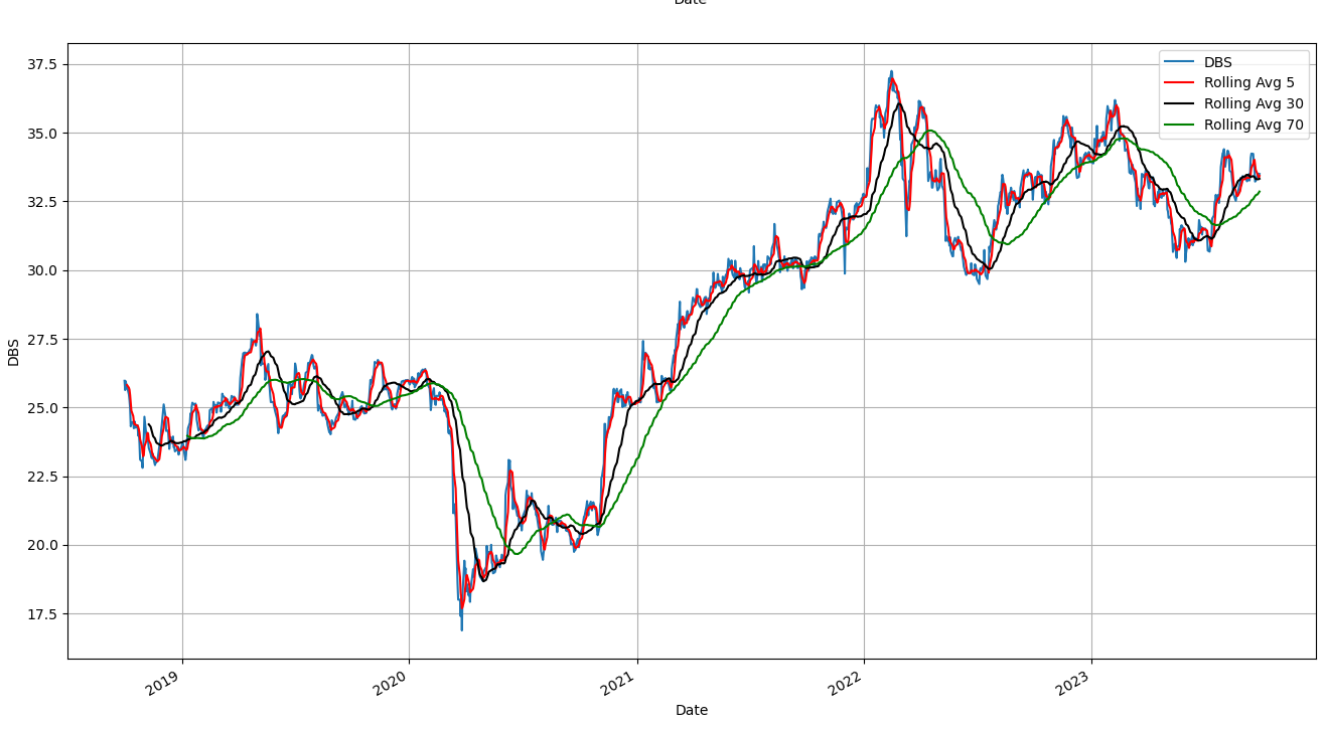 Date
37.5
35.0
32.5
30.0
27.5
25.0
22.5
20.0
17.5
DBS
DBS
Rolling Avg 5
Rolling Avg 30
Rolling Avg 70
2019
2020
2021
2022
2023
Date